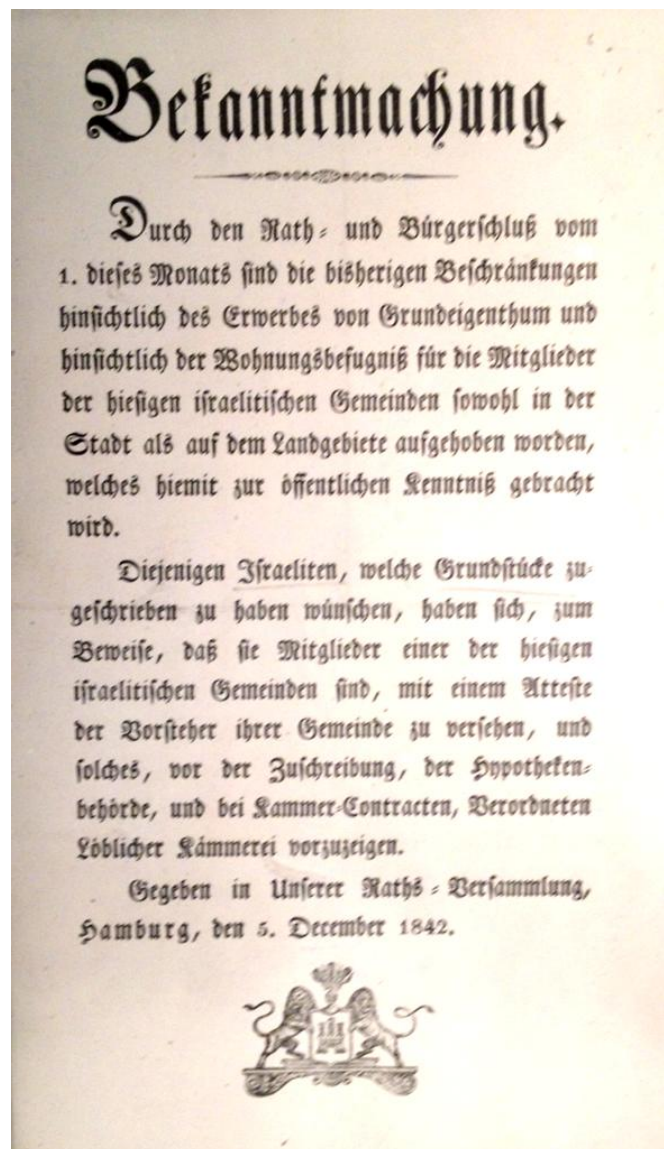 Bekanntmachung.
Durch den Rath- und Bürgerschluß vom
1. dieses Monats sind die bisherigen Beschränkungen
hinsichtlich des Erwerbes von Grundeigenthum und
hinsichtlich der Wohnungsbefugniß für die Mitglieder
der hiesigen israelitischen Gemeinden sowohl in der
Stadt als auf dem Landgebiete aufgehoben worden,
welches hiemit zur öffentlichen Kenntniß gebracht
wird.
Diejenigen Israeliten, welche Grundstücke zu-
geschrieben zu haben wünschen, haben sich, zum
Beweise, daß sie Mitglieder einer der hiesigen
israelitischen Gemeinden sind, mit einem Atteste
der Vorsteher ihrer Gemeinde zu versehen, und
solches, vor der Zuschreibung, der Hypotheken-
behörde, und bei Kammer-Contracten, Verordneten
Löblicher Kämmerei vorzuzeigen.
Gegeben in Unserer Raths-Versammlung,
Hamburg, den 5. December 1842.